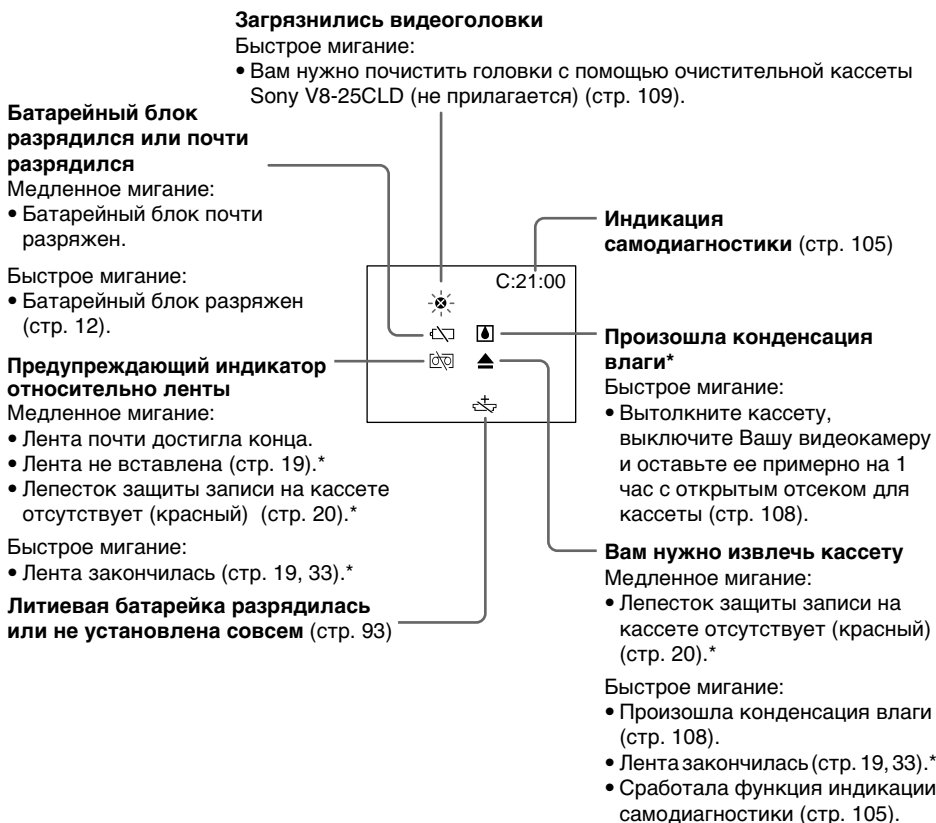 Загрязнились видеоголовки
Быстрое мигание:
• Вам нужно почистить головки с помощью очистительной кассеты
Sony V8-25CLD (не прилагается) (стр. 109).
Батарейный блок
разрядился или почти
разрядился
Медленное мигание:
• Батарейный блок почти
разряжен.
Быстрое мигание:
• Батарейный блок разряжен
(стр. 12).
Предупреждающий индикатор
относительно ленты
Медленное мигание:
• Лента почти достигла конца.
• Лента не вставлена (стр. 19).*
• Лепесток защиты записи на кассете
отсутствует (красный) (стр. 20).*
Быстрое мигание:
• Лента закончилась (стр. 19, 33).*
Литиевая батарейка разрядилась
или не установлена совсем (стр. 93)
C:21:00
Индикация
самодиагностики (стр. 105)
Произошла конденсация
влаги*
Быстрое мигание:
• Вытолкните кассету,
выключите Вашу видеокамеру
и оставьте ее примерно на 1
час с открытым отсеком для
кассеты (стр. 108).
Вам нужно извлечь кассету
Медленное мигание:
• Лепесток защиты записи на
кассете отсутствует (красный)
(стр. 20).*
Быстрое мигание:
• Произошла конденсация влаги
(стр. 108).
• Лента закончилась (стр. 19, 33).*
• Сработала функция индикации
самодиагностики (стр. 105).